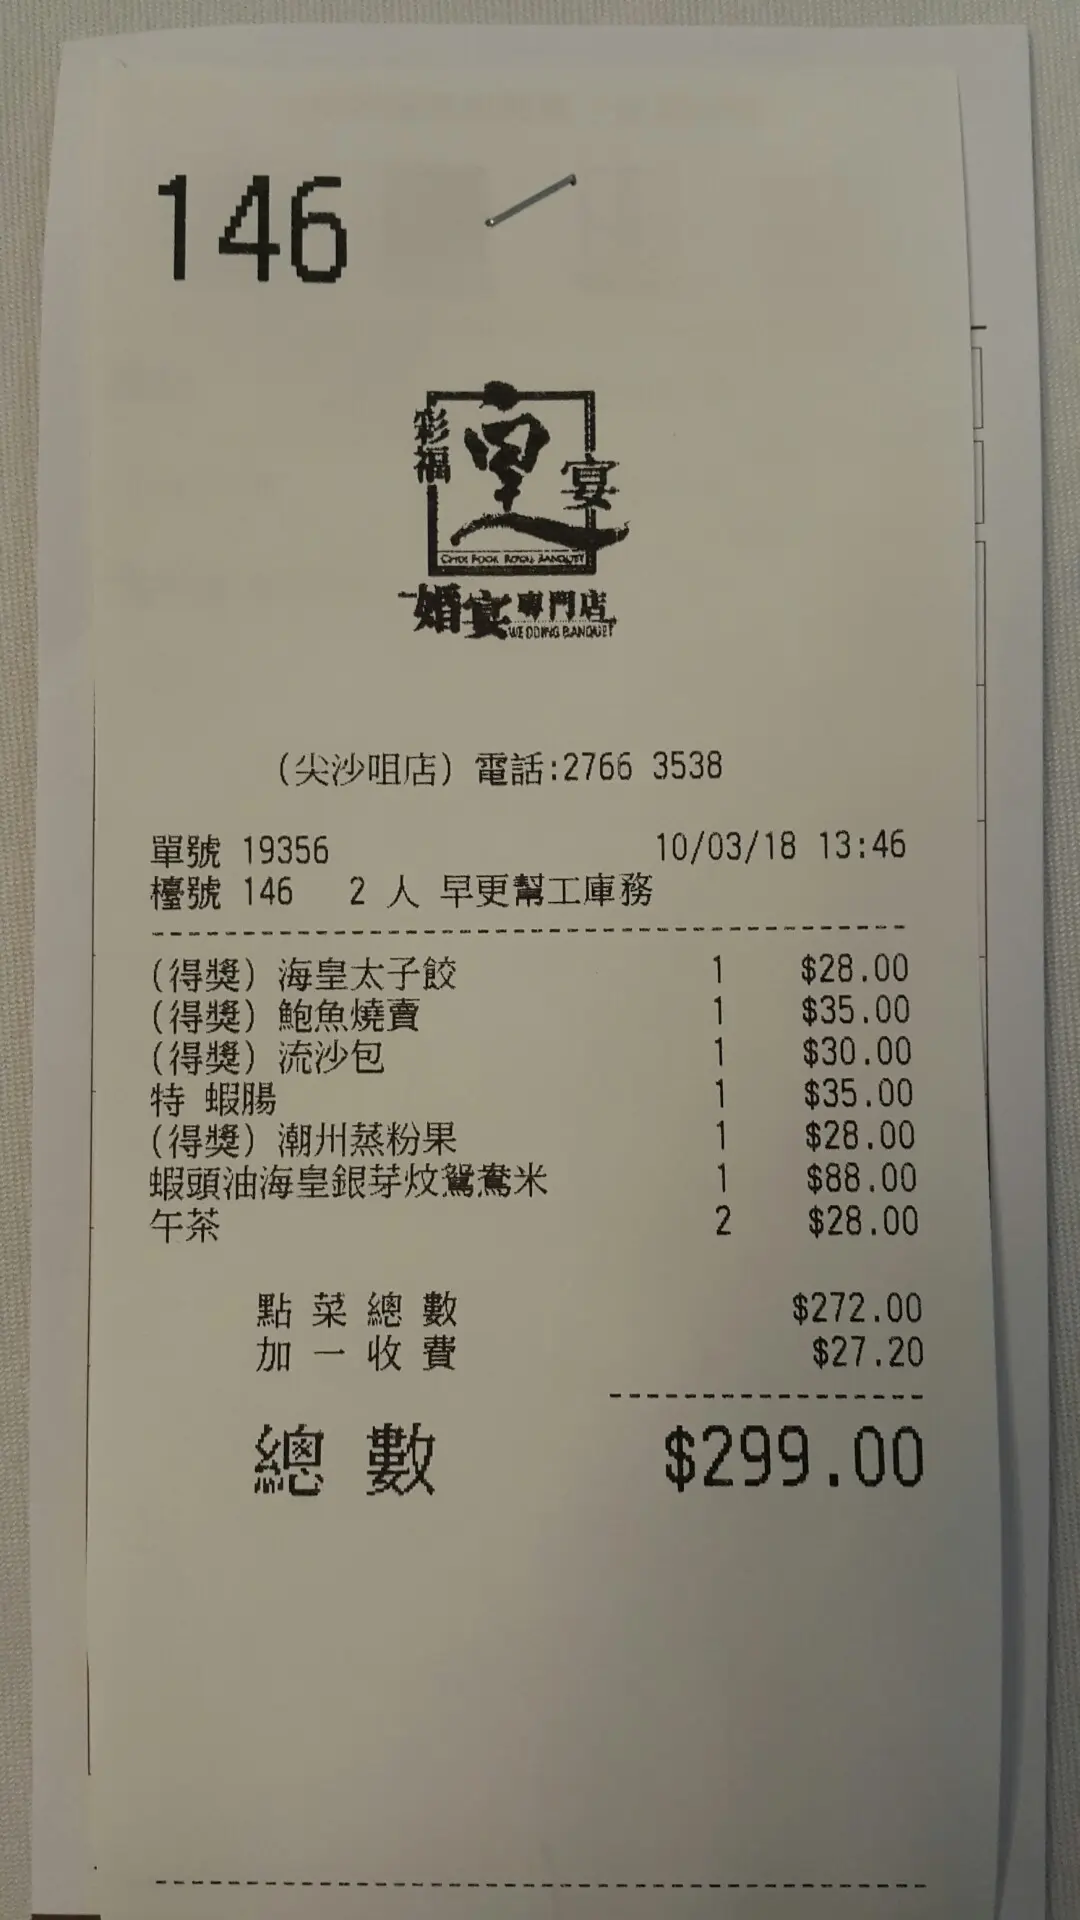 146
彩福
皇
宴
CHOI FOOK ROYAL BANQUET
婚宴專門店
WEDDING BANQUET
(尖沙咀店) 電話:2766 3538
單號 19356 10/03/18 13:46
檯號 146 2 人 早更幫工庫務
(得獎) 海皇太子餃 1 $28.00
(得獎) 鮑魚燒賣 1 $35.00
(得獎) 流沙包 1 $30.00
特 蝦腸 1 $35.00
(得獎) 潮州蒸粉果 1 $28.00
蝦頭油海皇銀芽炆鴛鴦米 1 $88.00
午茶 2 $28.00
點菜總數 $272.00
加一收費 $27.20
總數 $299.00